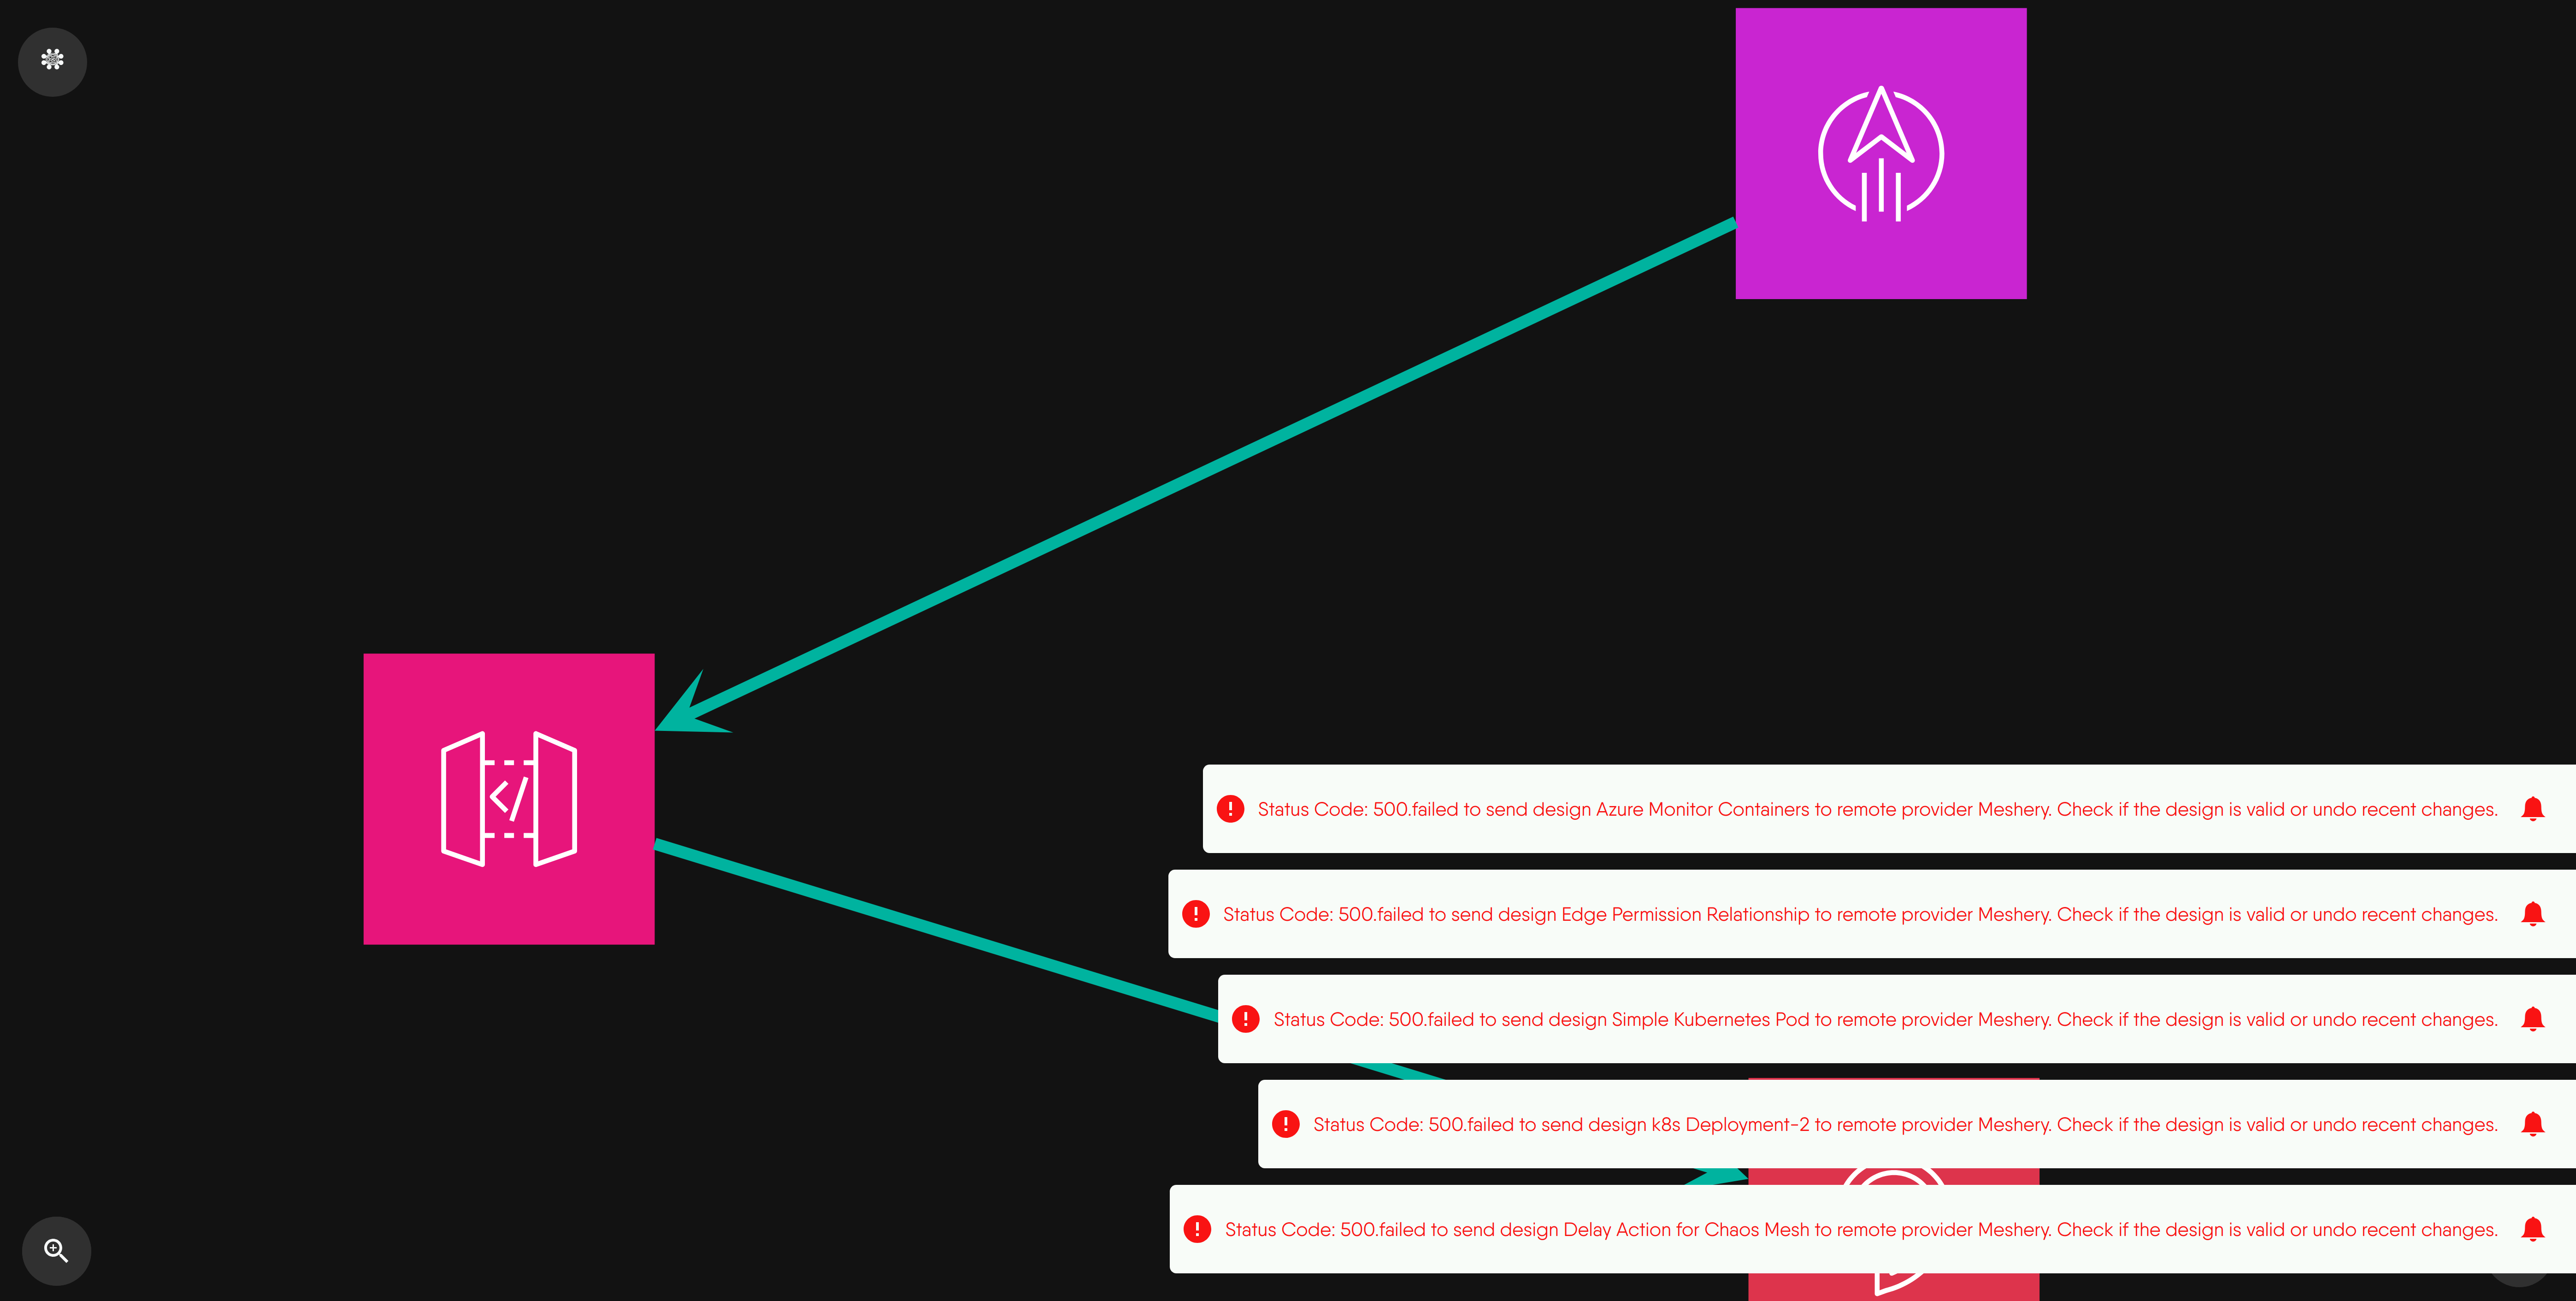 Status Code: 500.failed to send design Azure Monitor Containers to remote provider Meshery. Check if the design is valid or undo recent changes.
Status Code: 500.failed to send design Edge Permission Relationship to remote provider Meshery. Check if the design is valid or undo recent changes.
Status Code: 500.failed to send design Simple Kubernetes Pod to remote provider Meshery. Check if the design is valid or undo recent changes.
Status Code: 500.failed to send design k8s Deployment-2 to remote provider Meshery. Check if the design is valid or undo recent changes.
Status Code: 500.failed to send design Delay Action for Chaos Mesh to remote provider Meshery. Check if the design is valid or undo recent changes.